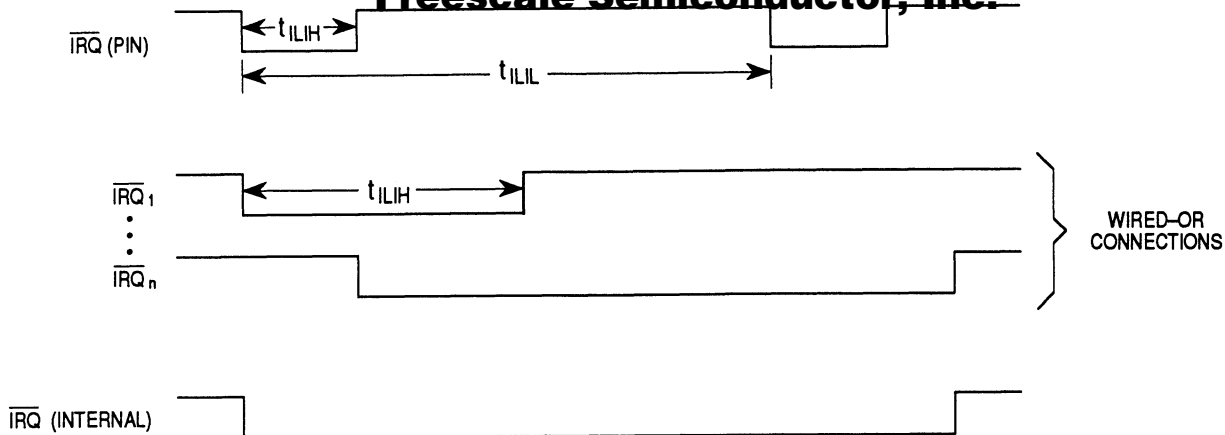 Freescale Semiconductor, Inc.
IRQ (PIN)
tILIH
tILIL
IRQ1
tILIH
IRQn
WIRED–OR
CONNECTIONS
IRQ (INTERNAL)